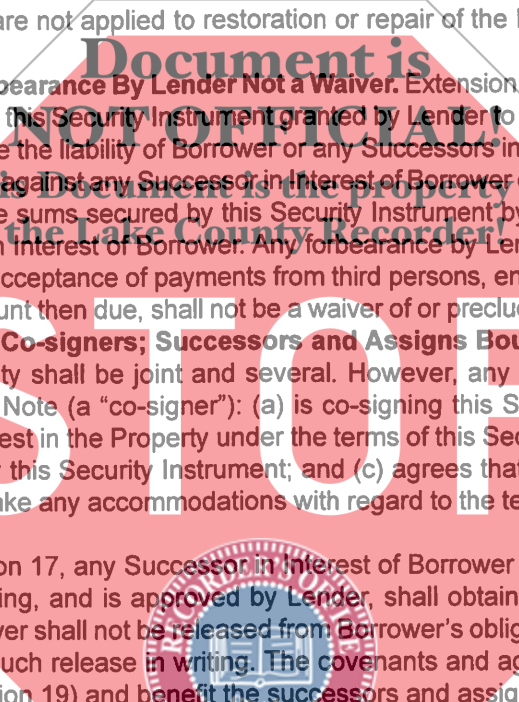 are not applied to restoration or repair of the
Document is
bearance By Lender Not a Waiver. Extension
this Security Instrument granted by Lender to
NOT OFFICIAL!
e the liability of Borrower or any Successors in
against any Successor in Interest of Borrower
is Document is the property
e sums secured by this Security Instrument by
the Lake County Recorder!
n Interest of Borrower. Any forbearance by Len
cceptance of payments from third persons, en
unt then due, shall not be a waiver of or preclu
STOP
Co-signers; Successors and Assigns Bou
ty shall be joint and several. However, any
Note (a “co-signer”): (a) is co-signing this S
est in the Property under the terms of this Sec
this Security Instrument; and (c) agrees that
ake any accommodations with regard to the te
on 17, any Successor in Interest of Borrower
RECORDER'S OFFICE
ing, and is approved by Lender, shall obtain
wer shall not be released from Borrower's oblig
uch release in writing. The covenants and ag
ion 19) and benefit the successors and assig